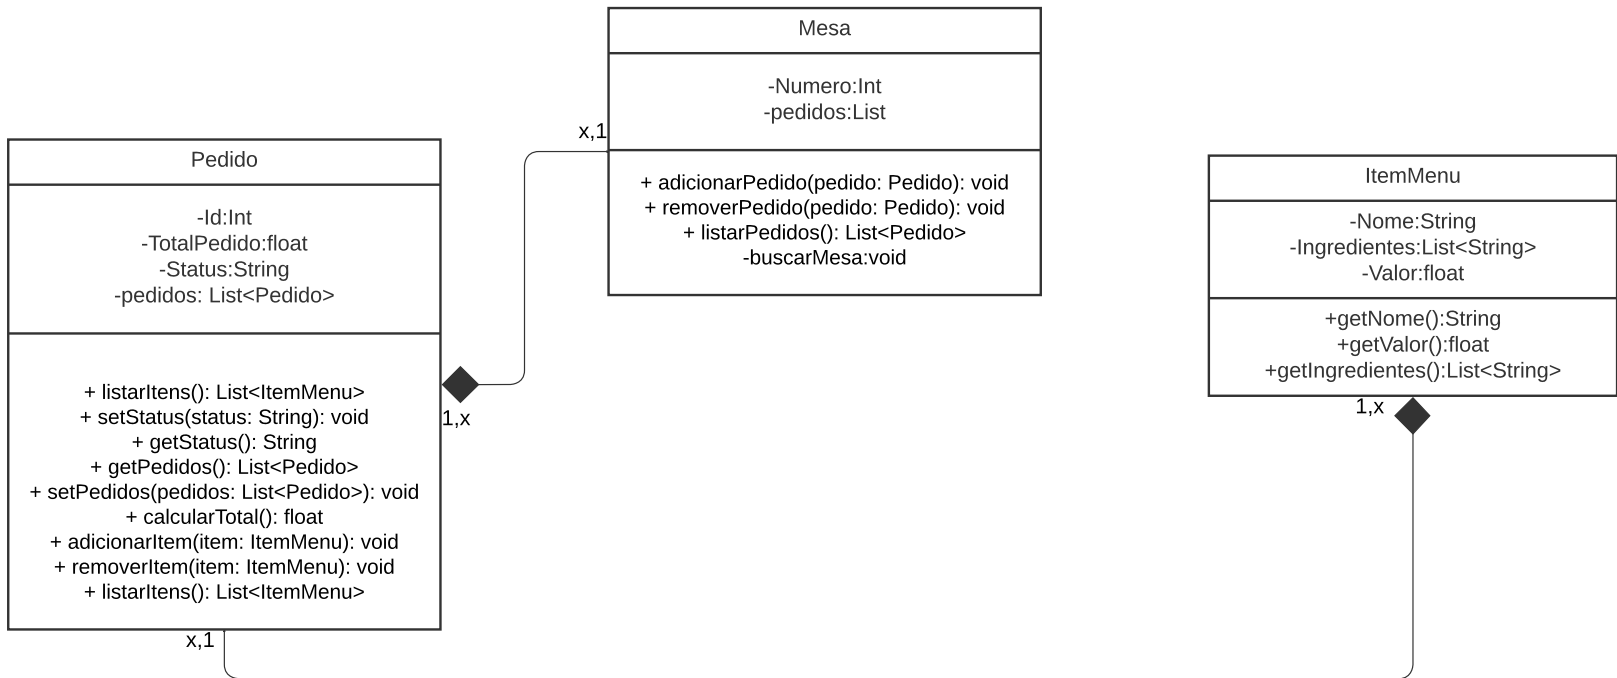 Mesa
-Numero:Int
-pedidos:List
x,1
+ adicionarPedido(pedido: Pedido): void
+ removerPedido(pedido: Pedido): void
+ listarPedidos(): List<Pedido>
-buscarMesa:void
Pedido
-Id:Int
-TotalPedido:float
-Status:String
-pedidos: List<Pedido>
+ listarItens(): List<ItemMenu>
+ setStatus(status: String): void
+ getStatus(): String
+ getPedidos(): List<Pedido>
+ setPedidos(pedidos: List<Pedido>): void
+ calcularTotal(): float
+ adicionarItem(item: ItemMenu): void
+ removerItem(item: ItemMenu): void
+ listarItens(): List<ItemMenu>
1,x
x,1
ItemMenu
-Nome:String
-Ingredientes:List<String>
-Valor:float
+getNome():String
+getValor():float
+getIngredientes():List<String>
1,x